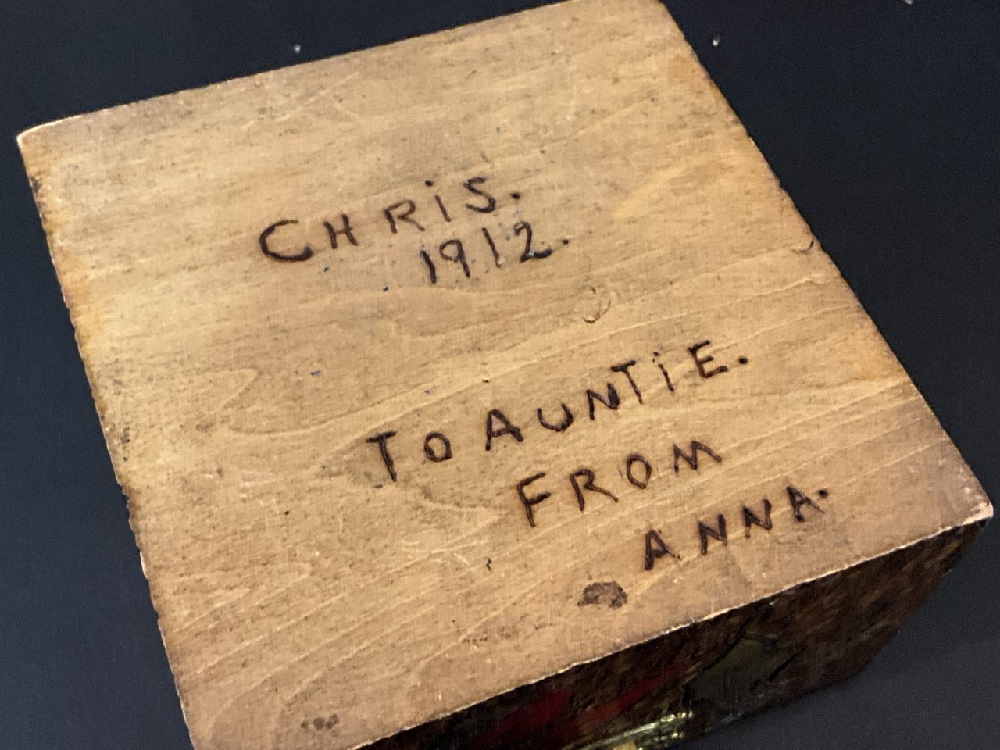 CHRiS.
1912.
TO AUNTiE.
FROM
ANNA.